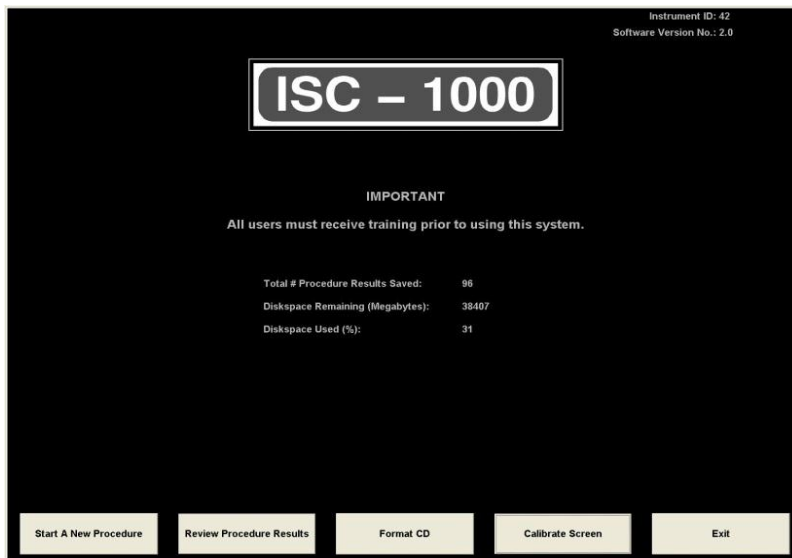 Instrument ID: 42
Software Version No.: 2.0
ISC – 1000
IMPORTANT
All users must receive training prior to using this system.
Total # Procedure Results Saved: 96
Diskspace Remaining (Megabytes): 38407
Diskspace Used (%): 31
Start A New Procedure
Review Procedure Results
Format CD
Calibrate Screen
Exit